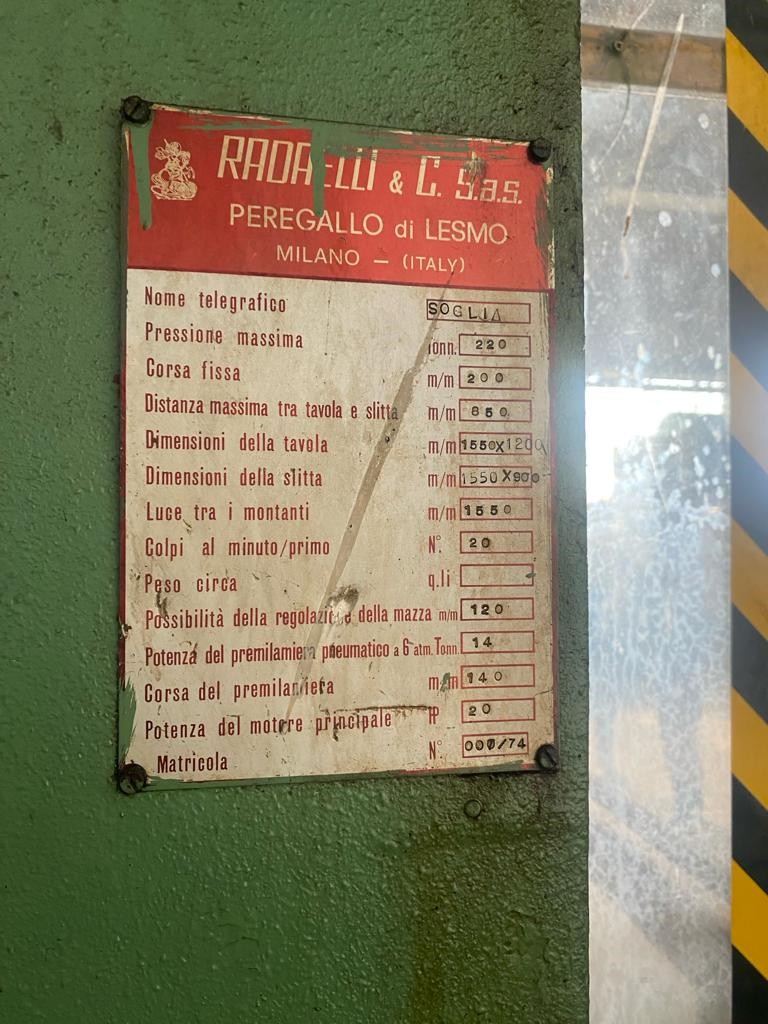 & C. S.a.s.
PEREGALLO di LESMO
MILANO — (ITALY)
Nome telegrafico SOGLIA
Pressione massima Tonn. 220
Corsa fissa m/m 200
Distanza massima tra tavola e slitta m/m 850
Dimensioni della tavola m/m 1550X1200
Dimensioni della slitta m/m 1550X900
Luce tra i montanti m/m 1550
Colpi al minuto/primo N°. 20
Peso circa q.li
Possibilità della regolazione della mazza m/m 120
Potenza del premilamiera pneumatico a 6 atm. Tonn. 14
Corsa del premilamiera m/m 140
Potenza del motore principale 20
Matricola N°